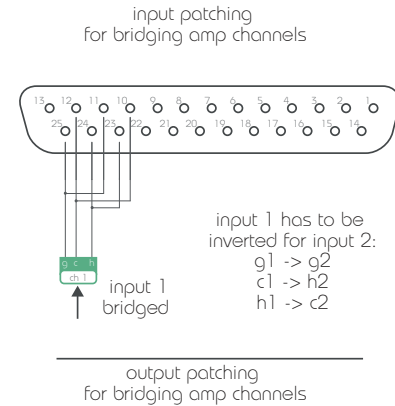 input patching
for bridging amp channels
13 12 11 10 9 8 7 6 5 4 3 2 1
25 24 23 22 21 20 19 18 17 16 15 14
g c h
ch 1
input 1
bridged
input 1 has to be
inverted for input 2:
g1 -> g2
c1 -> h2
h1 -> c2
output patching
for bridging amp channels